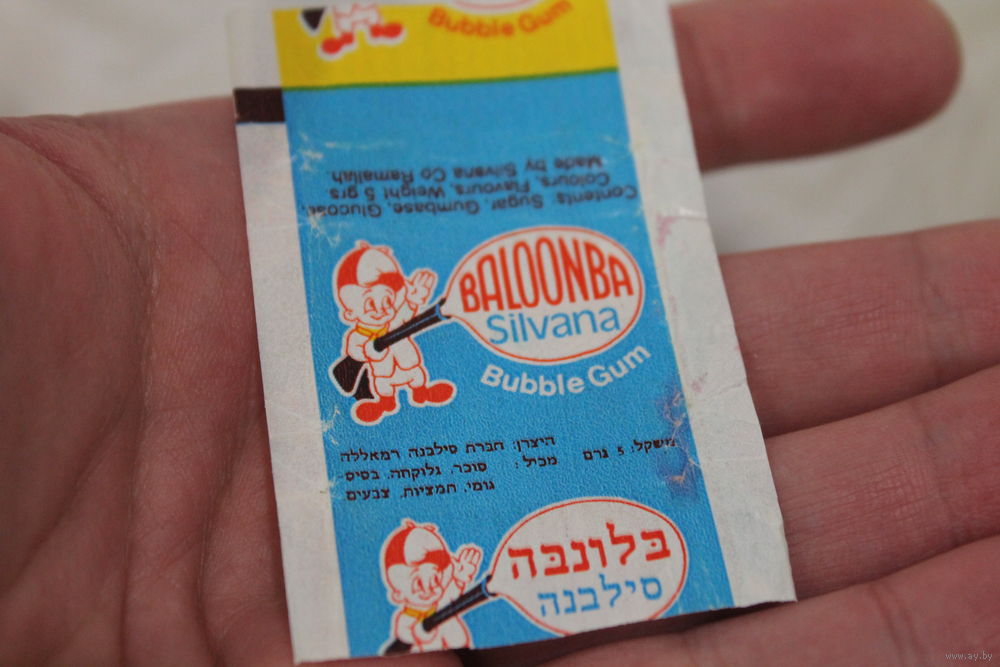 Bubble Gum
Contents: Sugar, Gumbase, Glucose,
Colours, Flavours, Weight 5 grs
Made by Silvana Co Ramallah
BALOONBA
Silvana
Bubble Gum
היצרן: חברת סילבנה רמאללה
מכיל: סוכר, גלוקחה, בסיס-
גומי, חמציות, צבעים
משקל: 5 גרם
בלונבה
סילבנה
www.ay.by